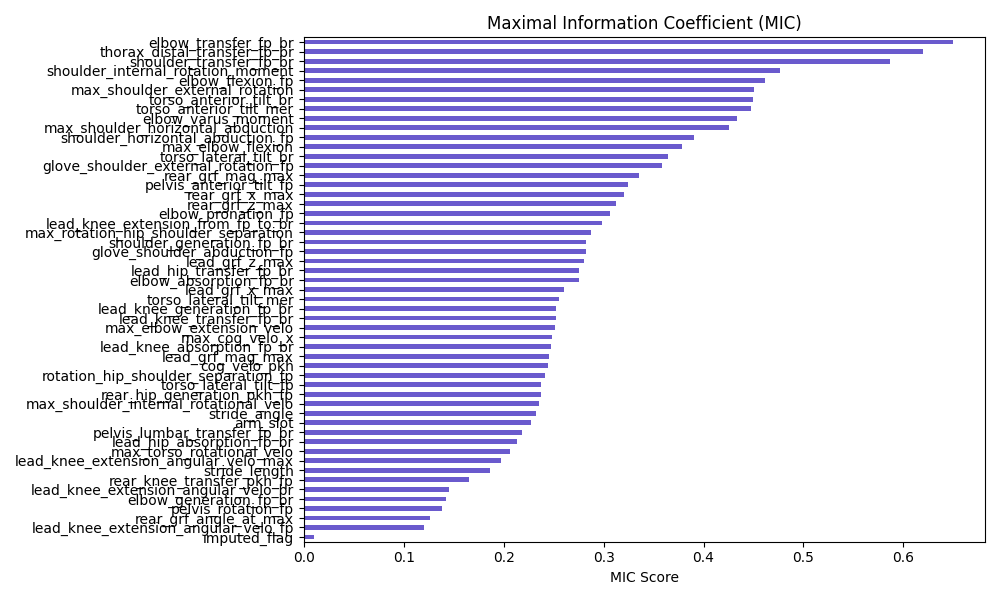 Maximal Information Coefficient (MIC)
elbow_transfer_fp_br
thorax_distal_transfer_fp_br
shoulder_transfer_fp_br
shoulder_internal_rotation_moment
elbow_flexion_fp
max_shoulder_external_rotation
torso_anterior_tilt_br
torso_anterior_tilt_mer
elbow_varus_moment
max_shoulder_horizontal_abduction
shoulder_horizontal_abduction_fp
max_elbow_flexion
torso_lateral_tilt_br
glove_shoulder_external_rotation_fp
rear_grf_mag_max
pelvis_anterior_tilt_fp
rear_grf_x_max
rear_grf_z_max
elbow_pronation_fp
lead_knee_extension_from_fp_to_br
max_rotation_hip_shoulder_separation
shoulder_generation_fp_br
glove_shoulder_abduction_fp
lead_grf_z_max
lead_hip_transfer_fp_br
elbow_absorption_fp_br
lead_grf_x_max
torso_lateral_tilt_mer
lead_knee_generation_fp_br
lead_knee_transfer_fp_br
max_elbow_extension_velo
max_cog_velo_x
lead_knee_absorption_fp_br
lead_grf_mag_max
cog_velo_pkh
rotation_hip_shoulder_separation_fp
torso_lateral_tilt_fp
rear_hip_generation_pkh_fp
max_shoulder_internal_rotational_velo
stride_angle
arm_slot
pelvis_lumbar_transfer_fp_br
lead_hip_absorption_fp_br
max_torso_rotational_velo
lead_knee_extension_angular_velo_max
stride_length
rear_knee_transfer_pkh_fp
lead_knee_extension_angular_velo_br
elbow_generation_fp_br
pelvis_rotation_fp
rear_grf_angle_at_max
lead_knee_extension_angular_velo_fp
imputed_flag
0.0 0.1 0.2 0.3 0.4 0.5 0.6
MIC Score